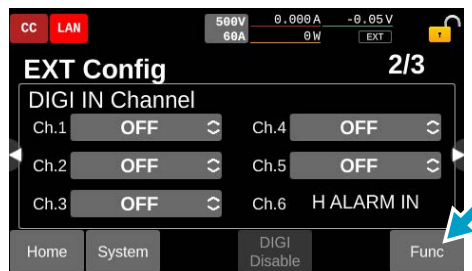 CC LAN 500V 0.000A -0.05V
60A 0W EXT
EXT Config 2/3
DIGI IN Channel
Ch.1 OFF Ch.4 OFF
Ch.2 OFF Ch.5 OFF
Ch.3 OFF Ch.6 H ALARM IN
Home System DIGI Disable Func